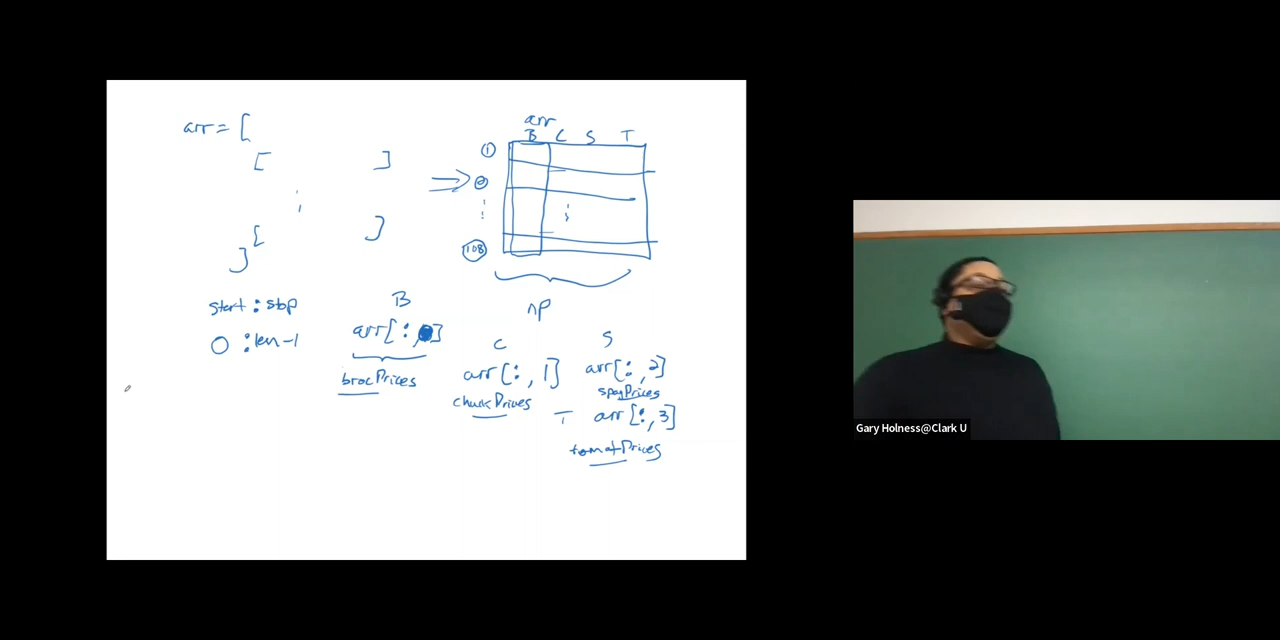 arr = [
[ ]
[ ]
]
arr
B C S T
①
②
108
np
start : stop
0 : len-1
B
arr[:, 0]
brocPrices
C
arr[:, 1]
chuckPrices
S
arr[:, 2]
spagPrices
T arr[:, 3]
tomatPrices
Gary Holness@Clark U